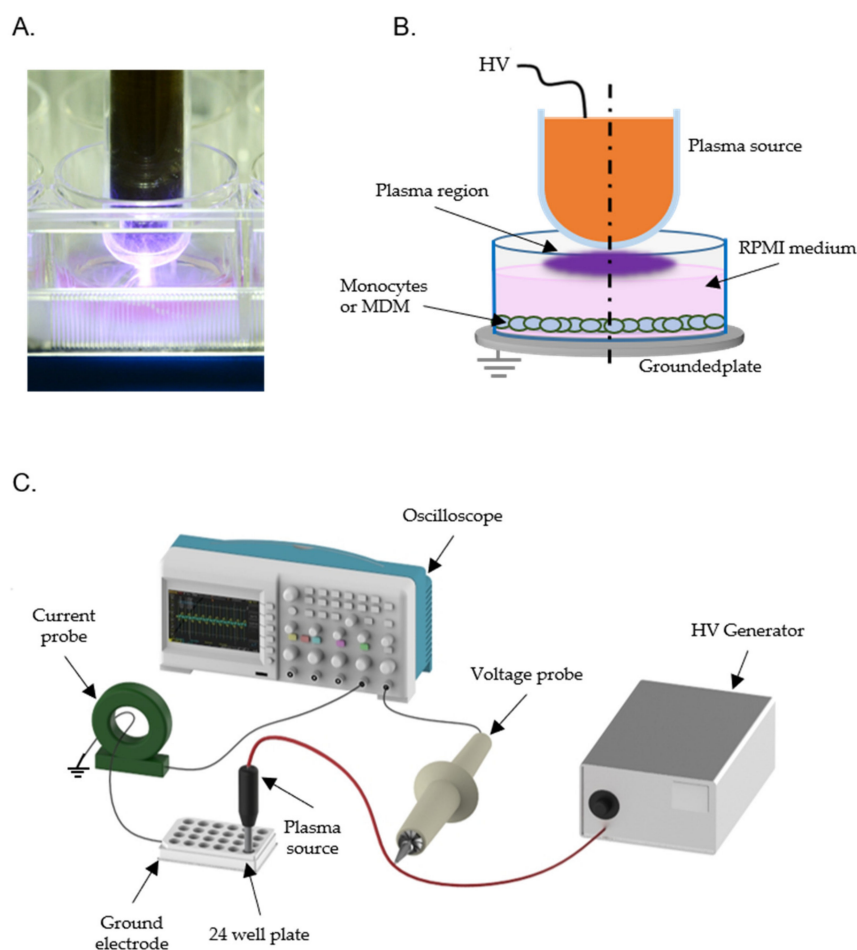 A.
B.
HV
Plasma source
Plasma region
RPMI medium
Monocytes
or MDM
Groundedplate
C.
Oscilloscope
Current
probe
HV Generator
Voltage probe
Plasma
source
Ground
electrode
24 well plate